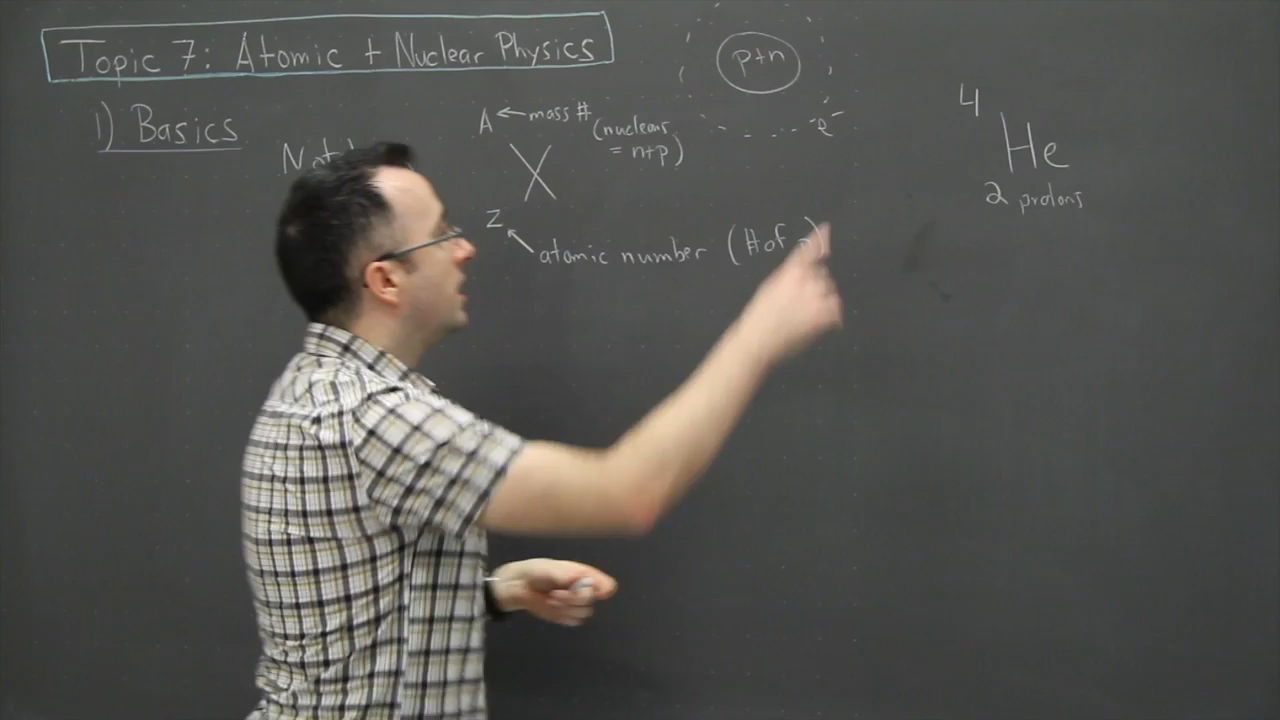 Topic 7: Atomic + Nuclear Physics
1) Basics
A ← mass #
(nucleons
= n+p)
X
Z
atomic number (# of
p+n
e⁻
4
He
2 protons